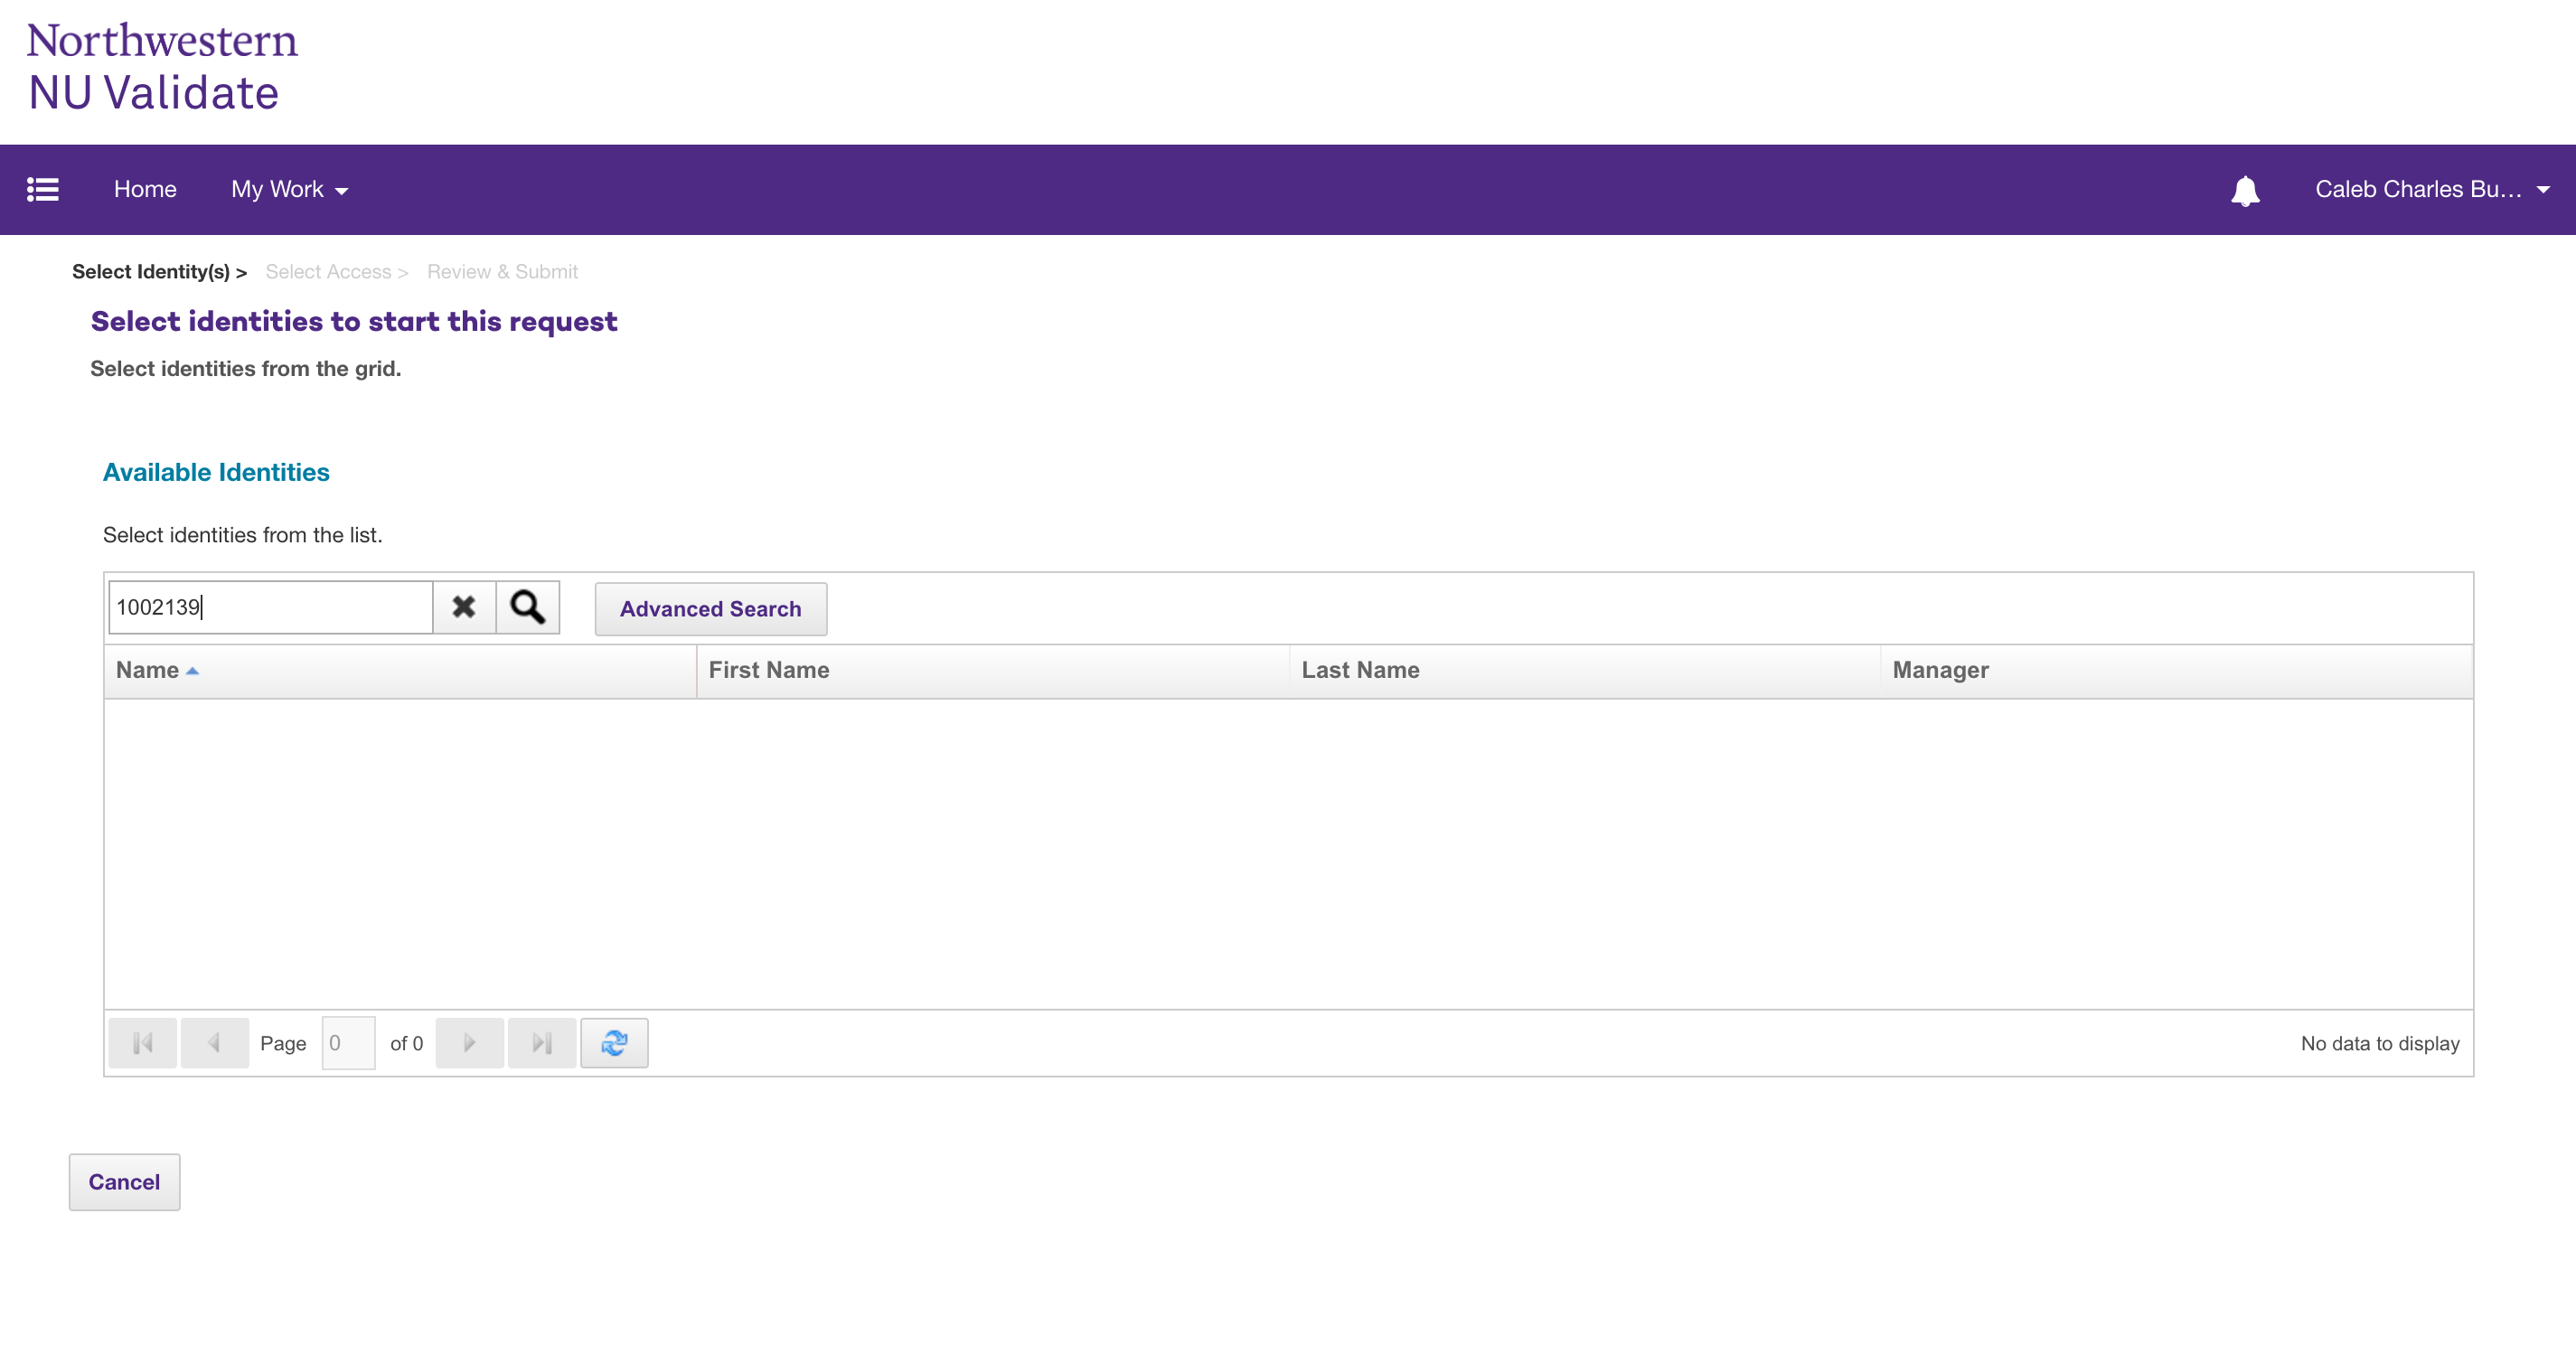 Northwestern
NU Validate
Home My Work Caleb Charles Bu...
Select Identity(s) > Select Access > Review & Submit
Select identities to start this request
Select identities from the grid.
Available Identities
Select identities from the list.
1002139 Advanced Search
Name First Name Last Name Manager
Page 0 of 0 No data to display
Cancel